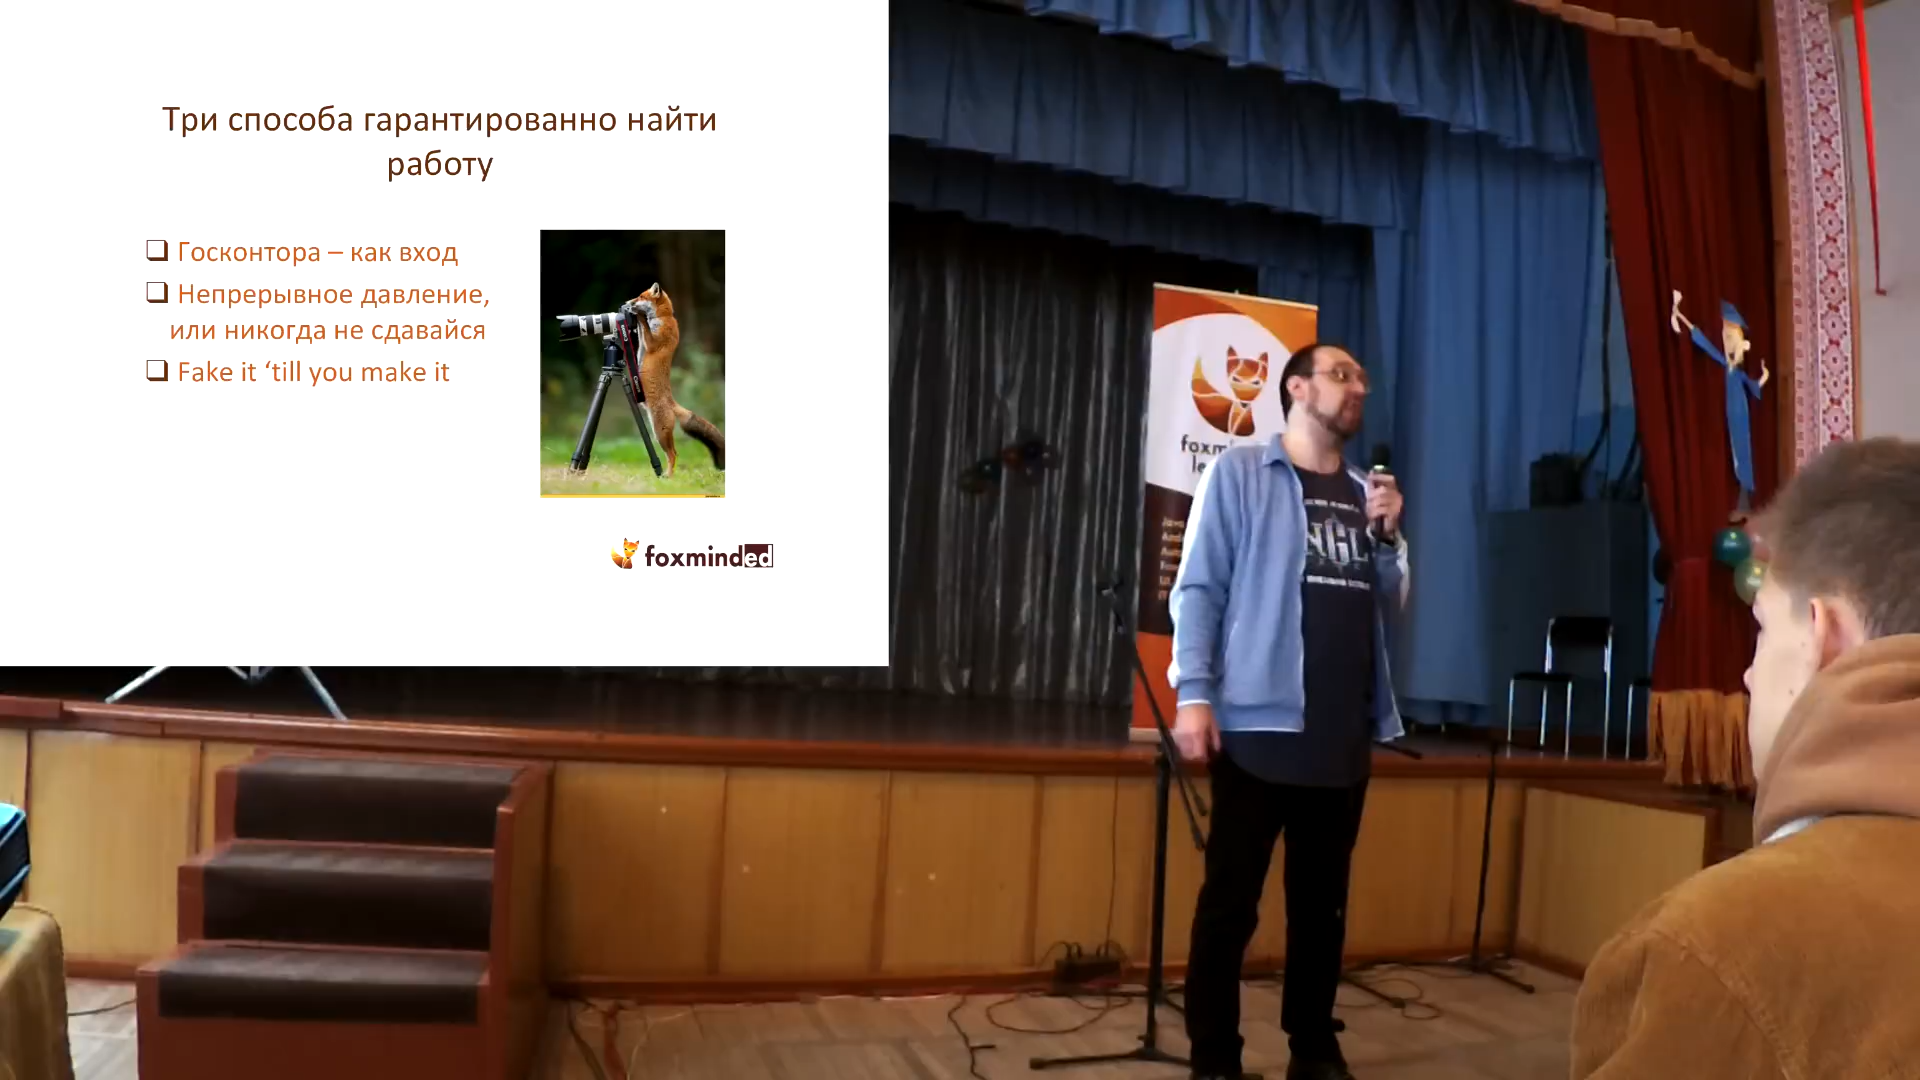 Три способа гарантированно найти
работу
Госконтора – как вход
Непрерывное давление,
или никогда не сдавайся
Fake it ‘till you make it
foxminded